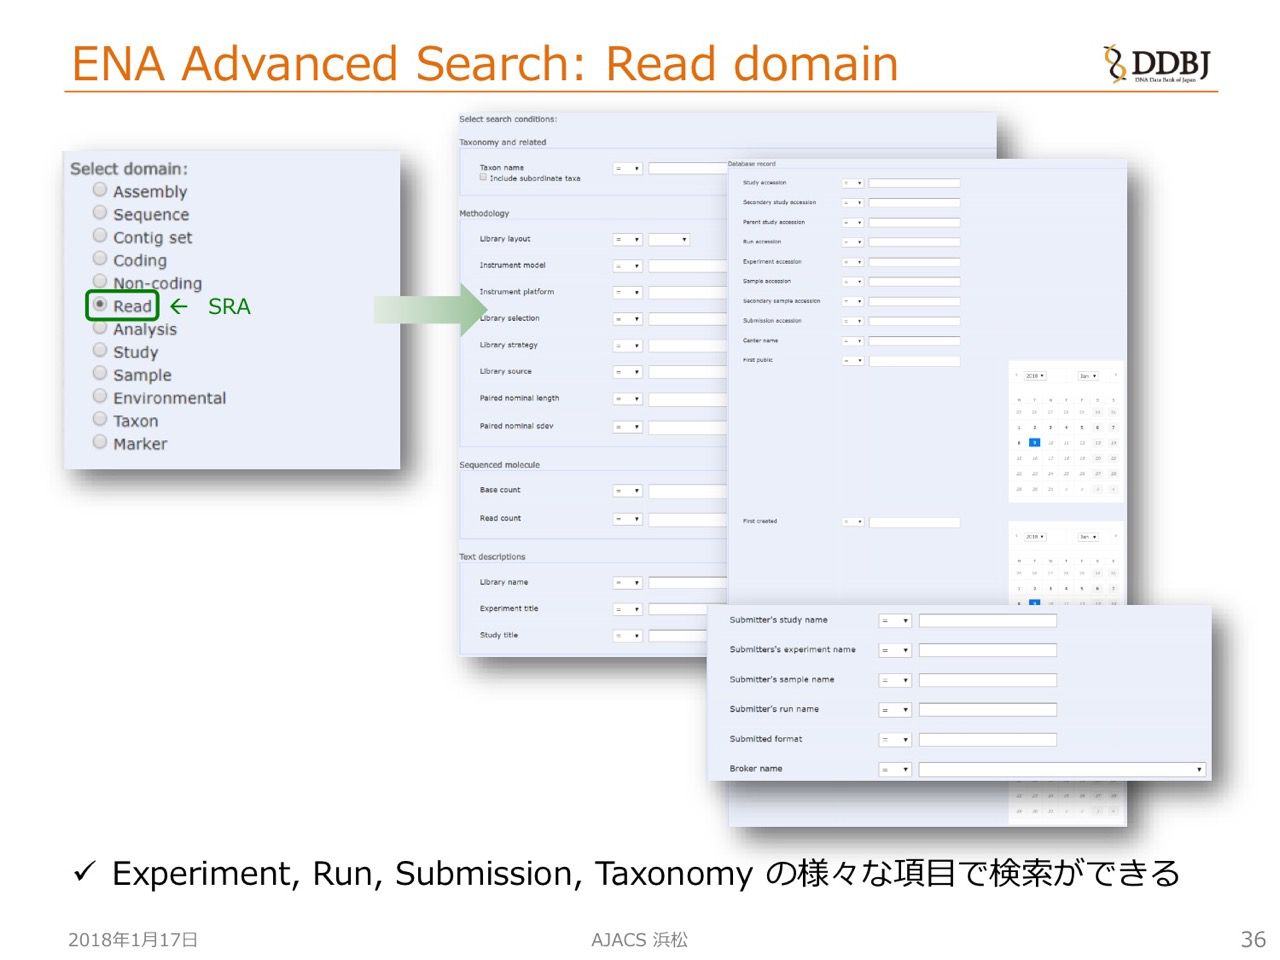 ENA Advanced Search: Read domain
DDBJ
DNA Data Bank of Japan
Select domain:
Assembly
Sequence
Contig set
Coding
Non-coding
Read ← SRA
Analysis
Study
Sample
Environmental
Taxon
Marker
Select search conditions:
Taxonomy and related
Taxon name =
Include subordinate taxa
Methodology
Library layout =
Instrument model =
Instrument platform =
Library selection =
Library strategy =
Library source =
Paired nominal length =
Paired nominal sdev =
Sequenced molecule
Base count =
Read count =
Text descriptions
Library name =
Experiment title =
Study title =
Database record
Study accession =
Secondary study accession =
Parent study accession =
Run accession =
Experiment accession =
Sample accession =
Secondary sample accession =
Submission accession =
Center name =
First public =
2018 Jan
First created =
2018 Jan
Submitter's study name =
Submitters's experiment name =
Submitter's sample name =
Submitter's run name =
Submitted format =
Broker name =
✓ Experiment, Run, Submission, Taxonomy の様々な項目で検索ができる
2018年1月17日
AJACS 浜松
36